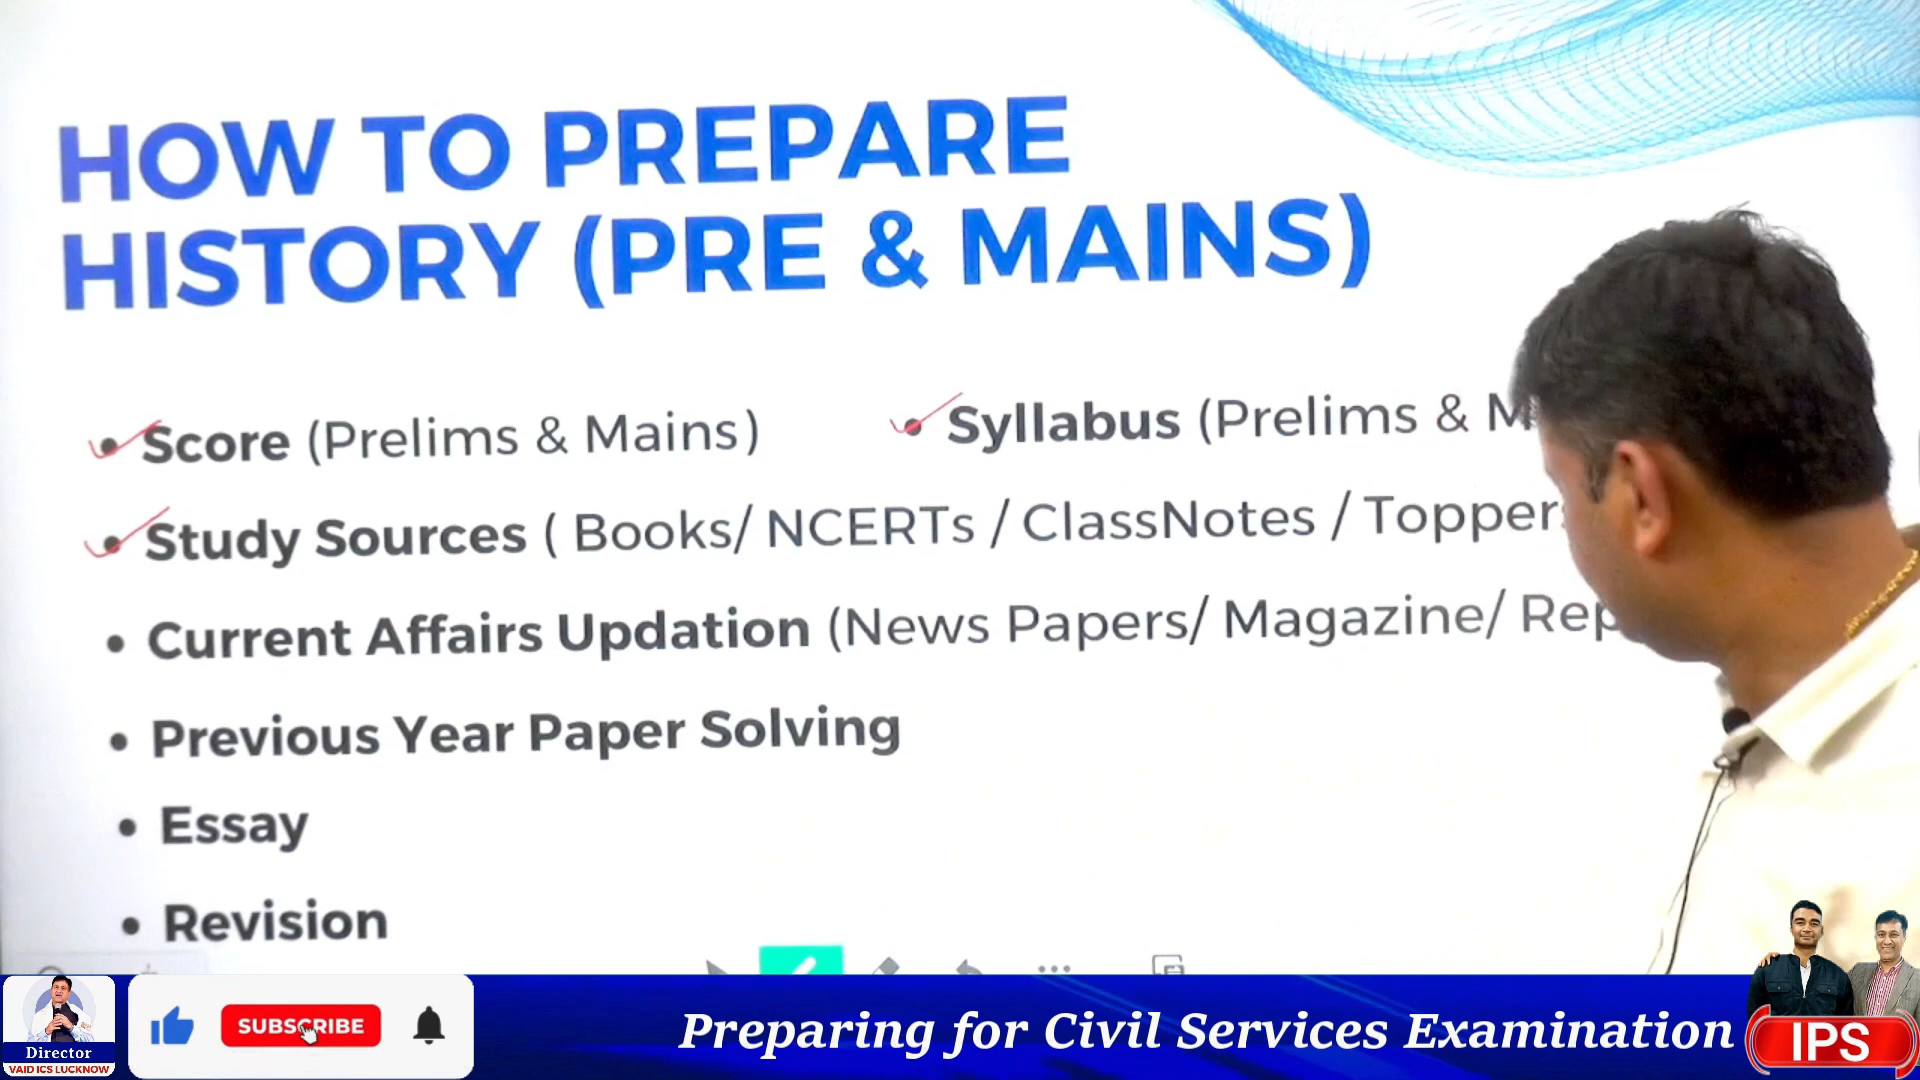 HOW TO PREPARE
HISTORY (PRE & MAINS)
• Score (Prelims & Mains)
• Syllabus (Prelims & M
• Study Sources ( Books/ NCERTs / ClassNotes / Toppers
• Current Affairs Updation (News Papers/ Magazine/ Rep
• Previous Year Paper Solving
• Essay
• Revision
Director
VAID ICS LUCKNOW
SUBSCRIBE
Preparing for Civil Services Examination
IPS